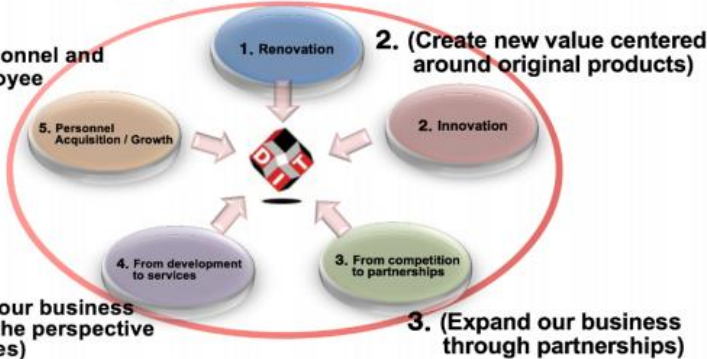 1. Renovation
2. (Create new value centered
around original products)
onnel and
oyee
5. Personnel
Acquisition / Growth
2. Innovation
D I T
4. From development
to services
3. From competition
to partnerships
our business
he perspective
es)
3. (Expand our business
through partnerships)